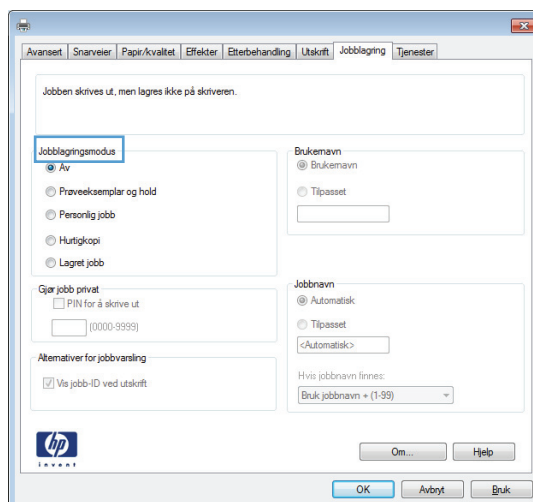 Avansert Snarveier Papir/kvalitet Effekter Etterbehandling Utskrift Jobblagring Tjenester
Jobben skrives ut, men lagres ikke på skriveren.
Jobblagringsmodus
Av
Prøveeksemplar og hold
Personlig jobb
Hurtigkopi
Lagret jobb
Brukernavn
Brukernavn
Tilpasset
Gjør jobb privat
PIN for å skrive ut
(0000-9999)
Jobbnavn
Automatisk
Tilpasset
<Automatisk>
Hvis jobbnavn finnes:
Bruk jobbnavn + (1-99)
Alternativer for jobbvarsling
Vis jobb-ID ved utskrift
hp
invent
Om... Hjelp
OK Avbryt Bruk